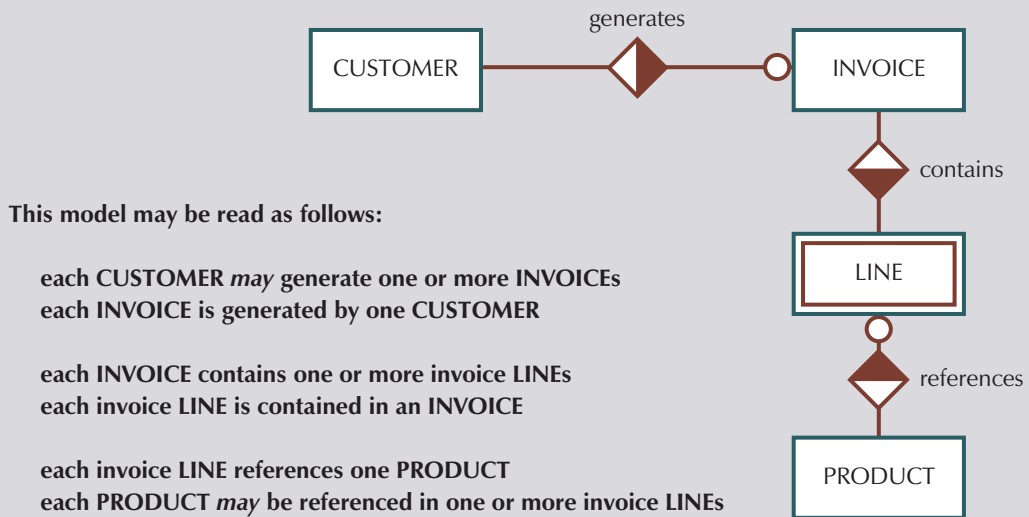 generates
CUSTOMER
INVOICE
contains
This model may be read as follows:
LINE
each CUSTOMER may generate one or more INVOICEs
each INVOICE is generated by one CUSTOMER
each INVOICE contains one or more invoice LINEs
references
each invoice LINE is contained in an INVOICE
each invoice LINE references one PRODUCT
PRODUCT
each PRODUCT may be referenced in one or more invoice LINEs